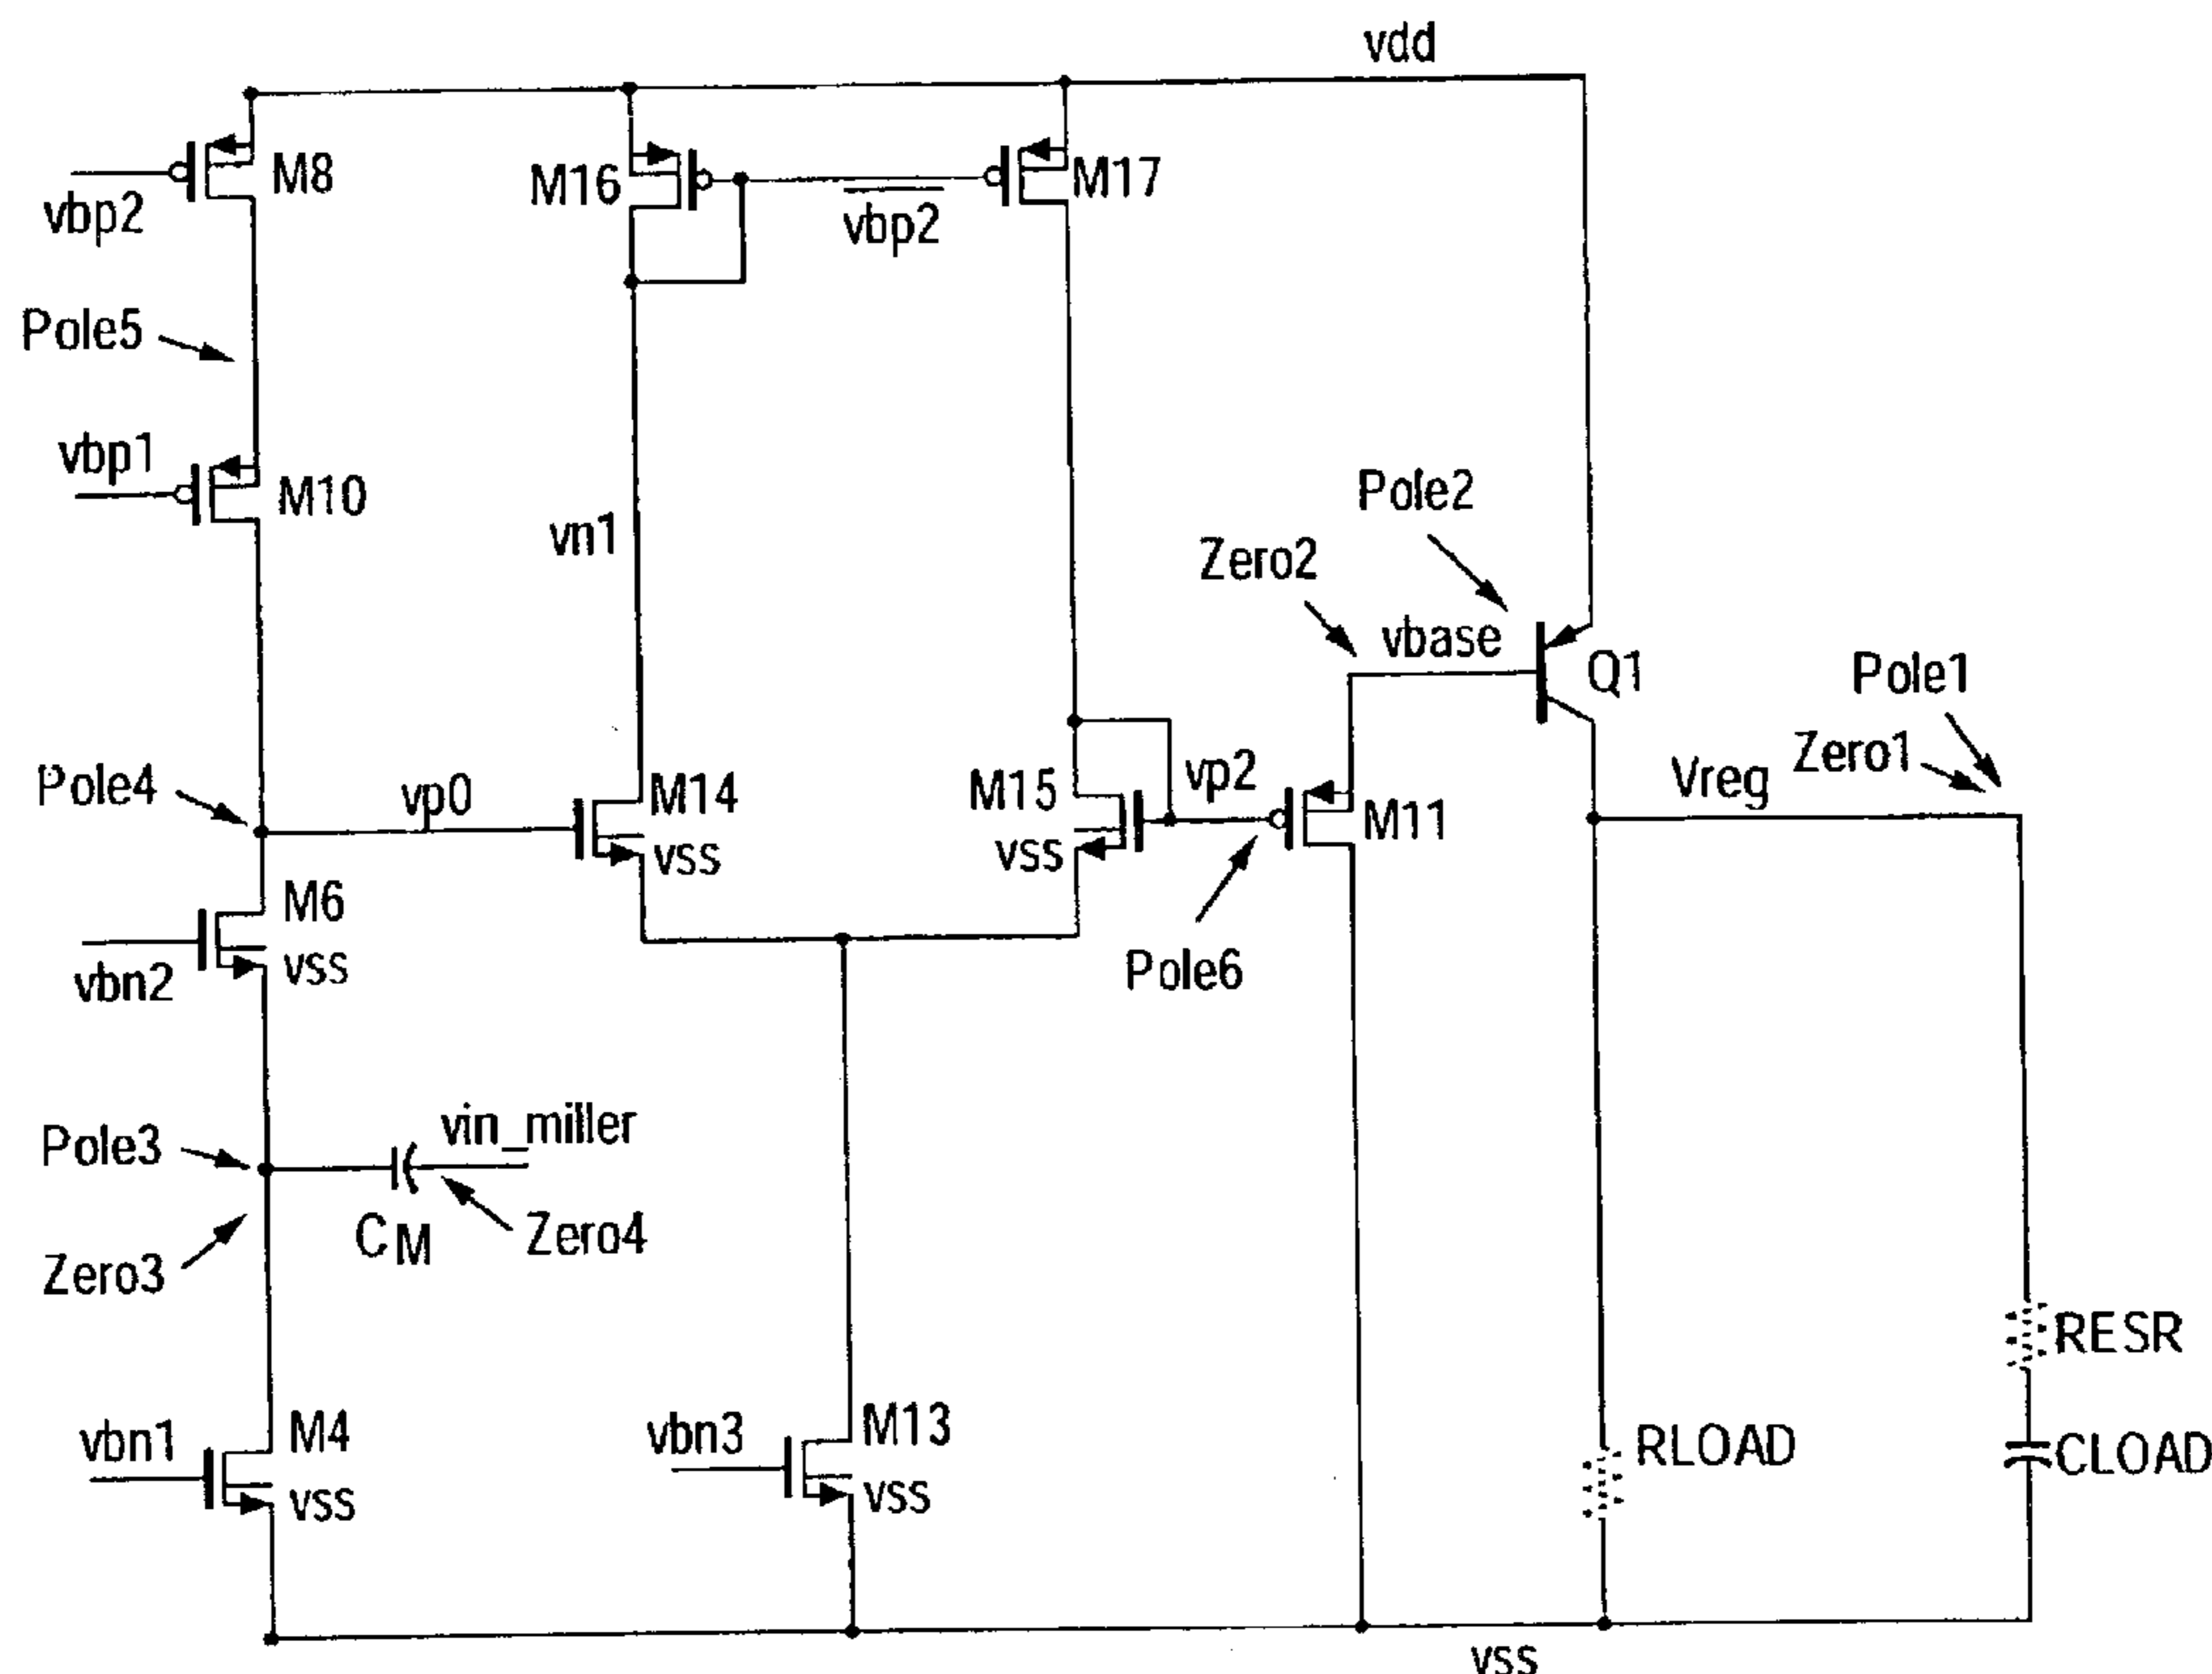 vdd
M8
M16
M17
vbp2
vbp2
Pole5
vbp1
M10
vn1
Pole2
Zero2
vbase
Q1
Pole1
Zero1
Vreg
Pole4
vp0
M14
M15
vp2
M11
vss
vss
M6
vbn2
vss
Pole6
Pole3
vin_miller
CM
Zero4
Zero3
RESR
vbn1
M4
vbn3
M13
RLOAD
CLOAD
vss
vss
vss